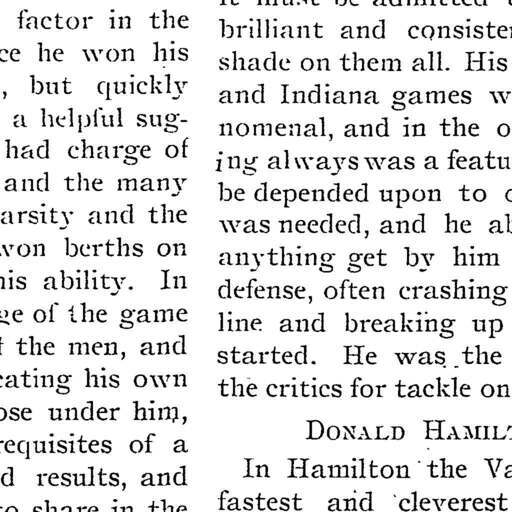 factor in the
ce he won his
, but quickly
a helpful sug-
had charge of
and the many
arsity and the
won berths on
his ability. In
ge of the game
the men, and
cating his own
ose under him,
requisites of a
d results, and
to share in the
it must be admitted
brilliant and consisten
shade on them all. His
and Indiana games w
nomenal, and in the o
ing always was a featu
be depended upon to
was needed, and he ab
anything get by him
defense, often crashing
line and breaking up
started. He was the
the critics for tackle on
DONALD HAMILT
In Hamilton the Va
fastest and cleverest